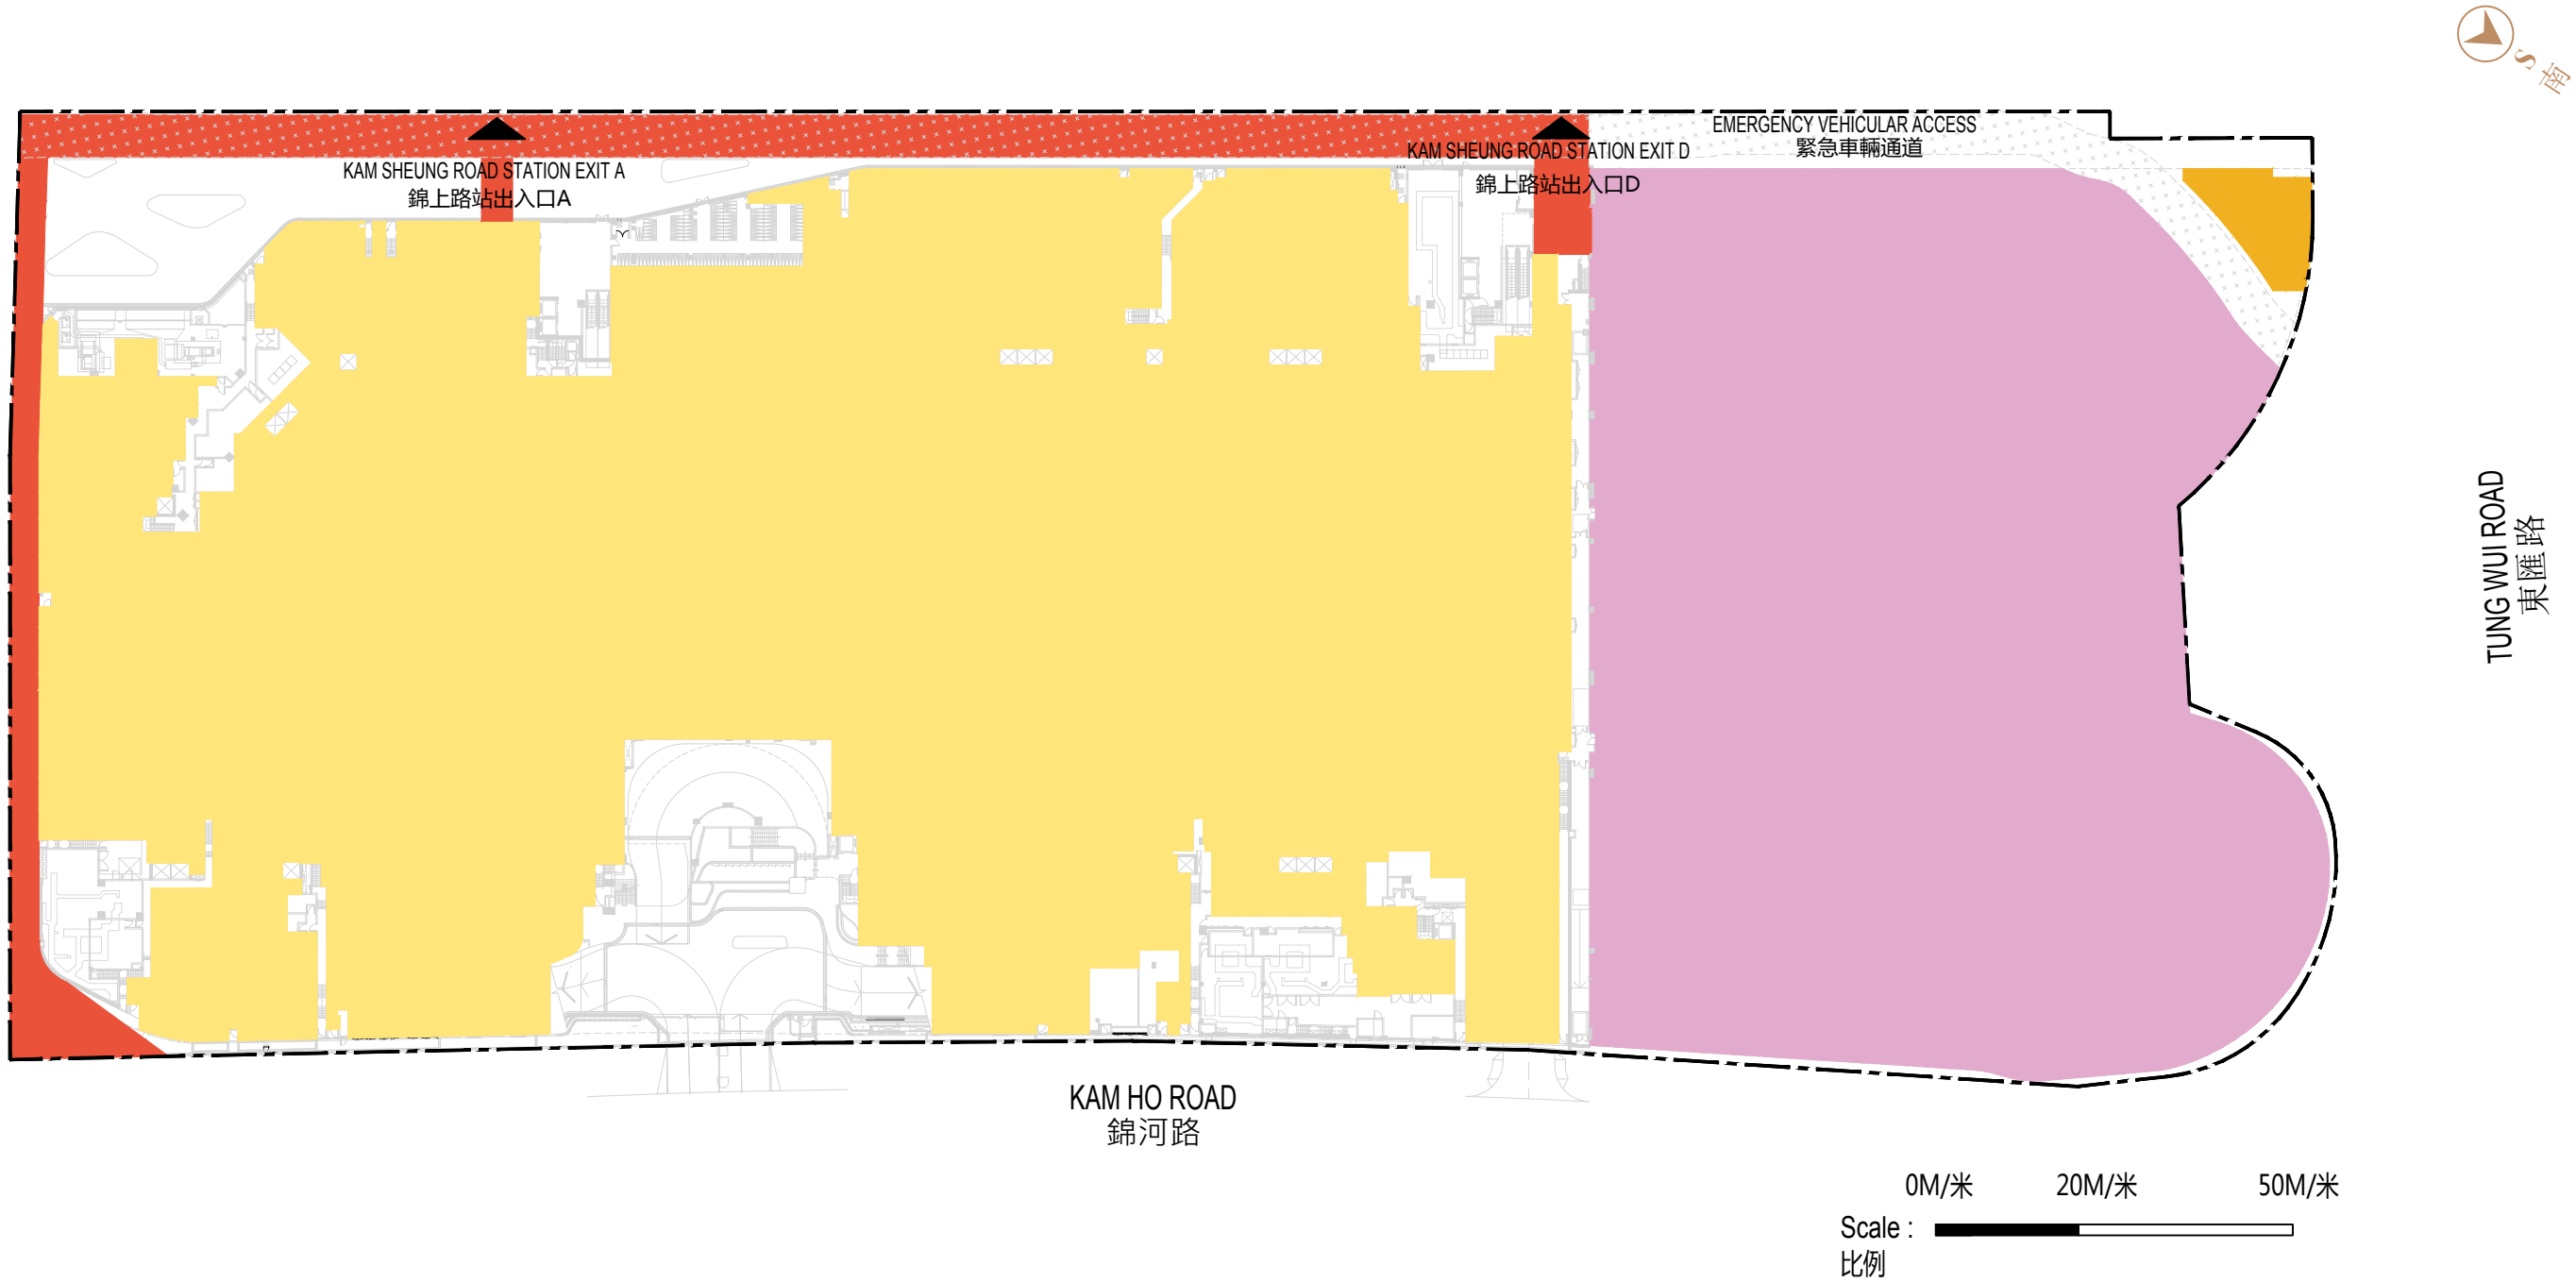 S 南
EMERGENCY VEHICULAR ACCESS
緊急車輛通道
KAM SHEUNG ROAD STATION EXIT D
錦上路站出入口D
KAM SHEUNG ROAD STATION EXIT A
錦上路站出入口A
TUNG WUI ROAD
東匯路
KAM HO ROAD
錦河路
0M/米 20M/米 50M/米
Scale :
比例